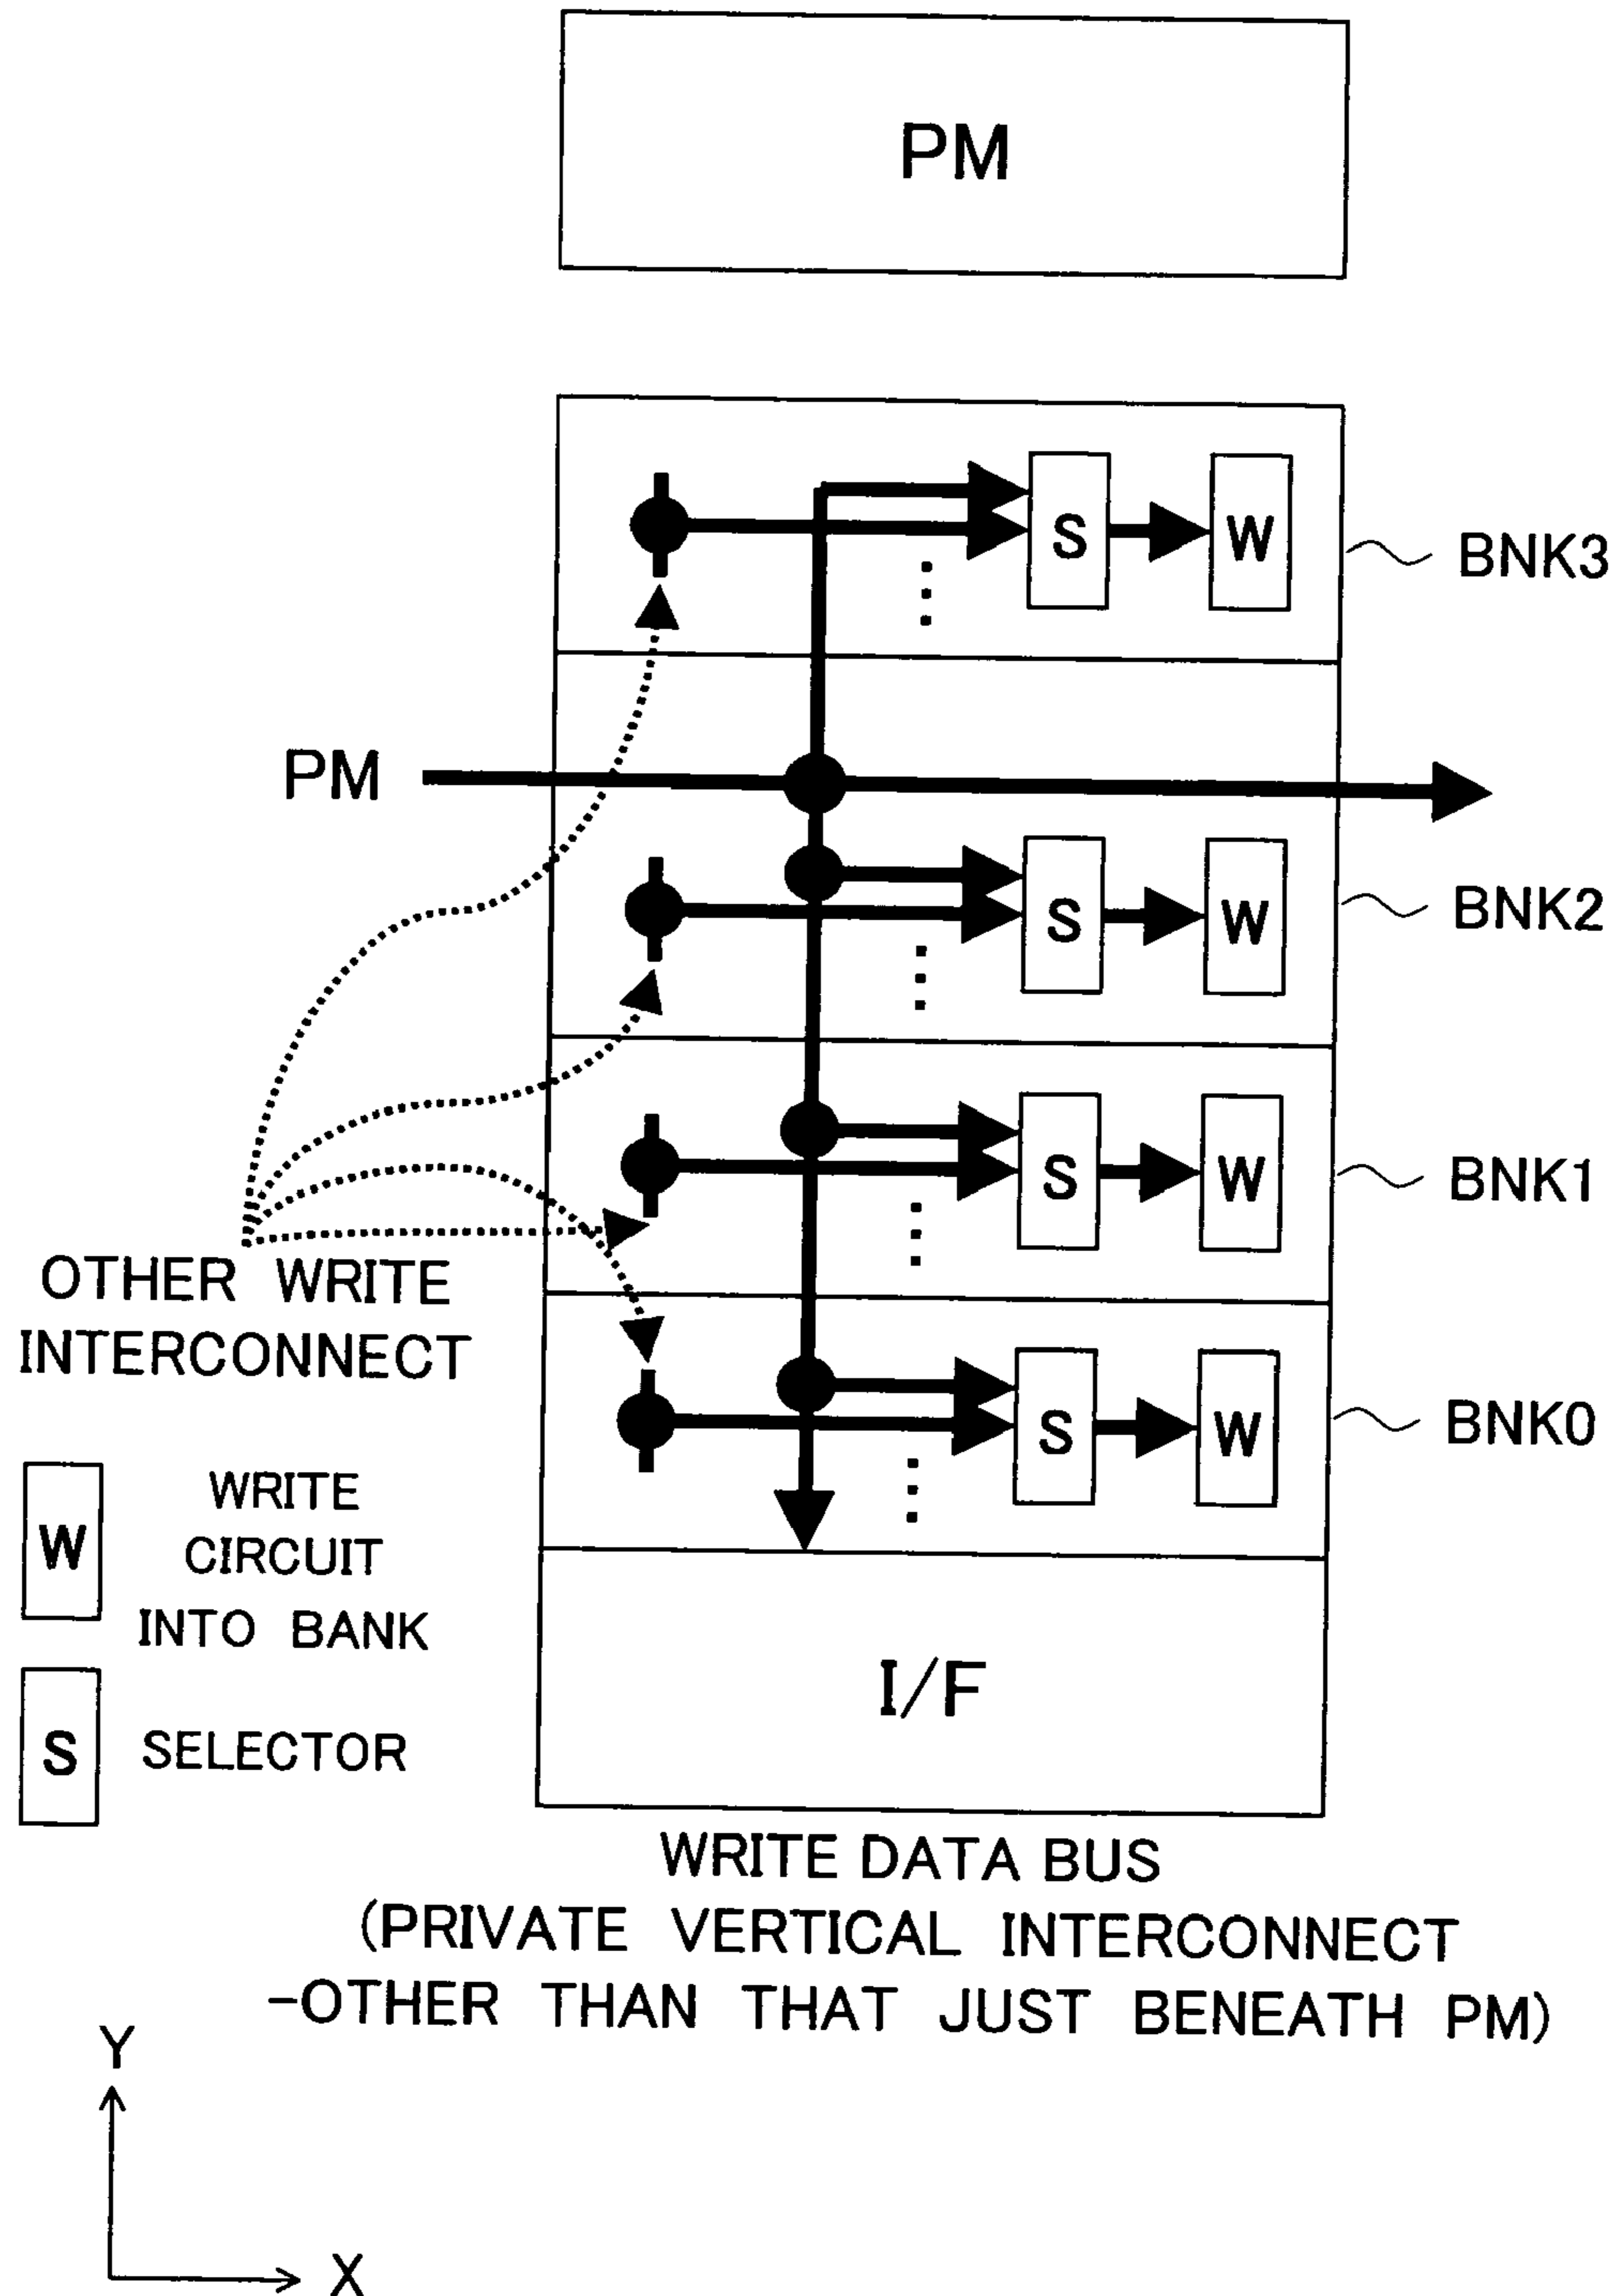 PM
S
W
BNK3
PM
S
W
BNK2
S
W
BNK1
OTHER WRITE
INTERCONNECT
S
W
BNK0
W
WRITE
CIRCUIT
INTO BANK
S
SELECTOR
I/F
WRITE DATA BUS
(PRIVATE VERTICAL INTERCONNECT
-OTHER THAN THAT JUST BENEATH PM)
Y
X